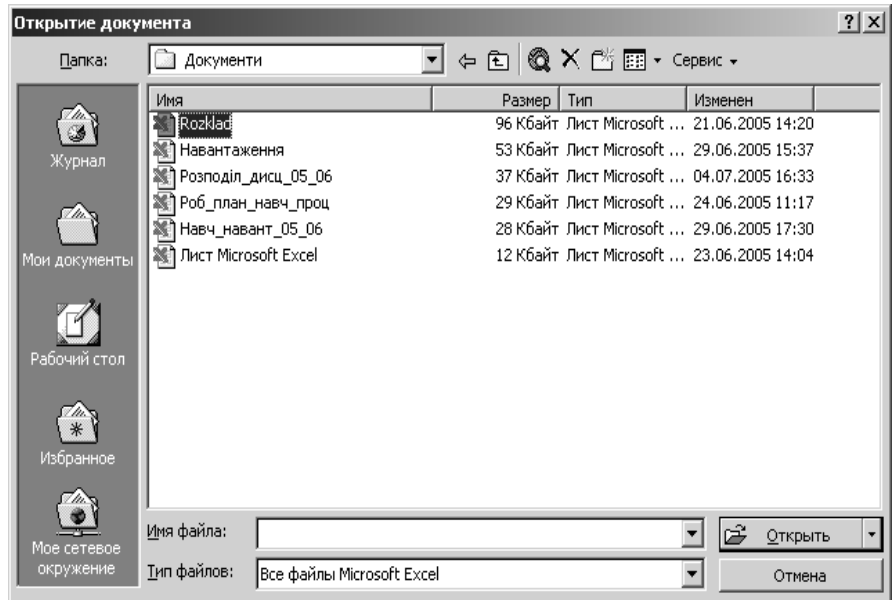 Открытие документа
Папка: Документи Сервис
Имя Размер Тип Изменен
Rozklad 96 Кбайт Лист Microsoft ... 21.06.2005 14:20
Навантаження 53 Кбайт Лист Microsoft ... 29.06.2005 15:37
Розподіл_дисц_05_06 37 Кбайт Лист Microsoft ... 04.07.2005 16:33
Роб_план_навч_проц 29 Кбайт Лист Microsoft ... 24.06.2005 11:17
Навч_навант_05_06 28 Кбайт Лист Microsoft ... 29.06.2005 17:30
Лист Microsoft Excel 12 Кбайт Лист Microsoft ... 23.06.2005 14:04
Журнал
Мои документы
Рабочий стол
Избранное
Мое сетевое
окружение
Имя файла: Открыть
Тип файлов: Все файлы Microsoft Excel Отмена